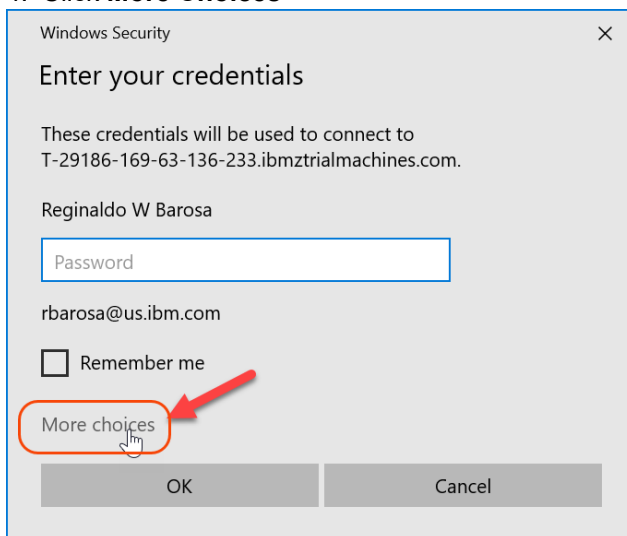 Windows Security
Enter your credentials
These credentials will be used to connect to
T-29186-169-63-136-233.ibmztrialmachines.com.
Reginaldo W Barosa
Password
rbarosa@us.ibm.com
Remember me
More choices
OK Cancel